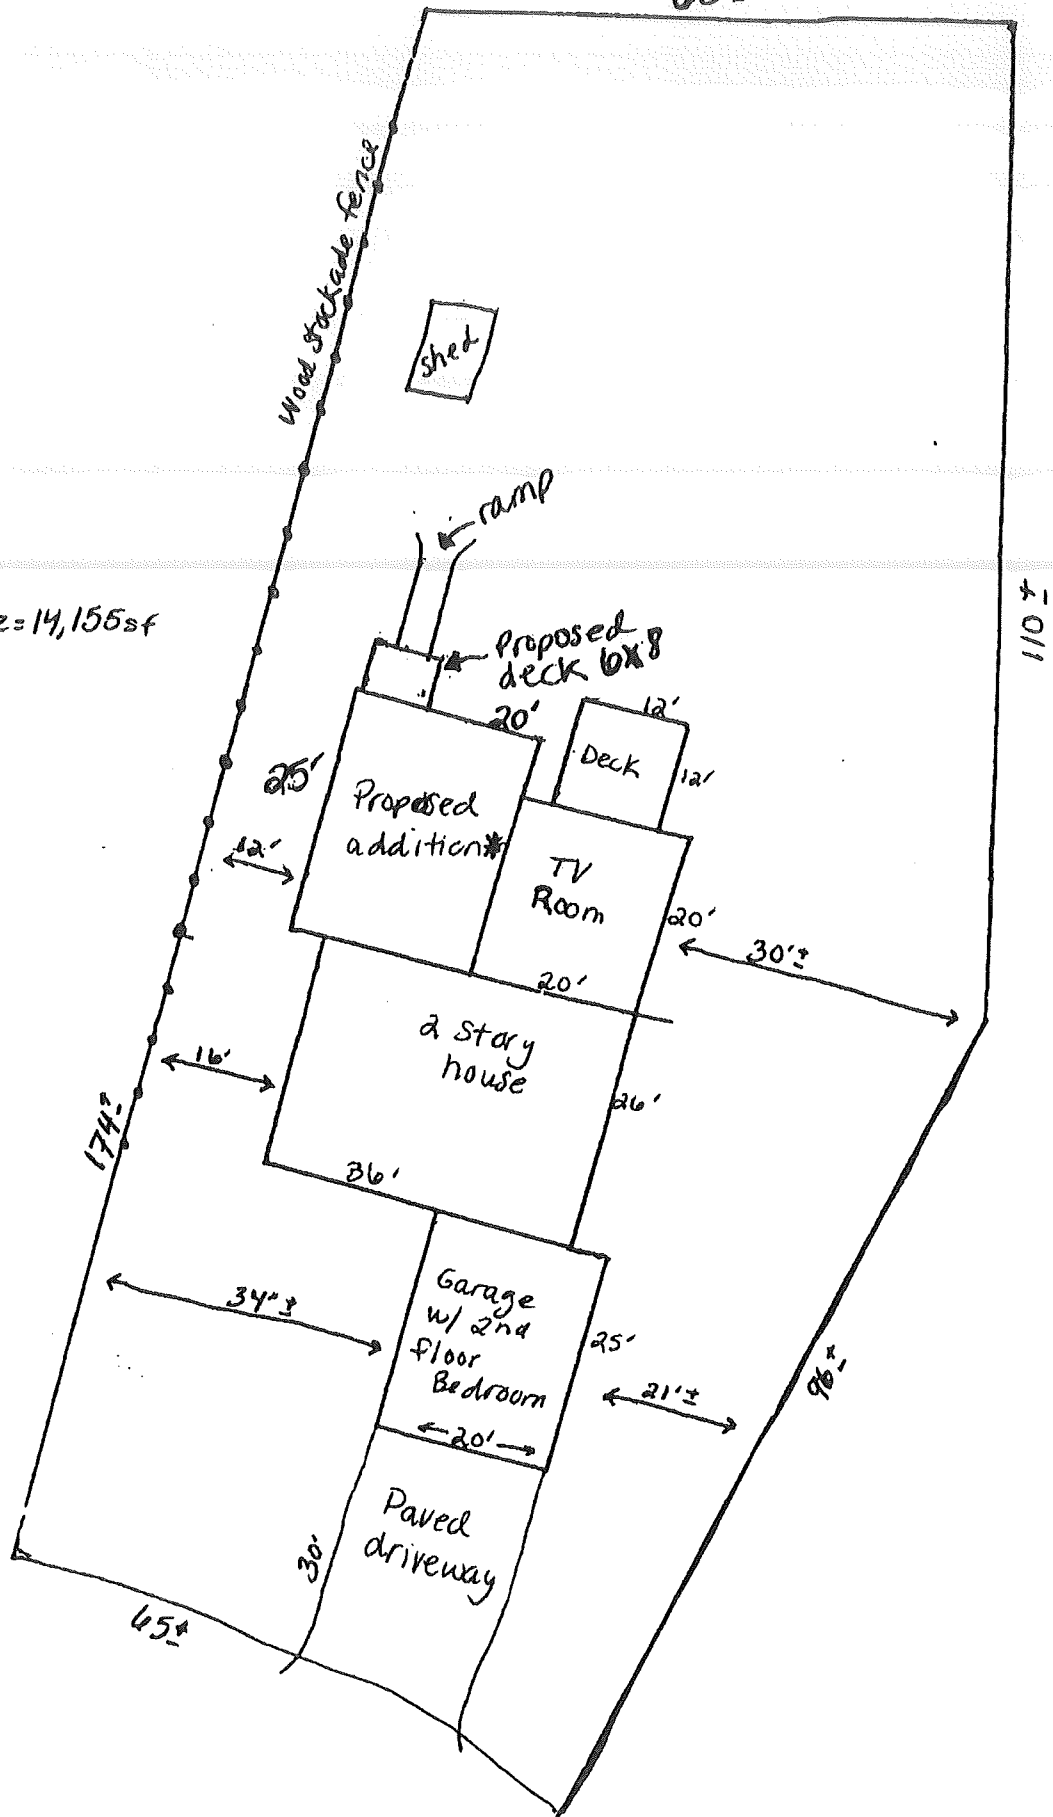 Wood stockade fence
shed
ramp
=14,155sf
110±
Proposed
deck 6x8
20'
12'
Deck
12'
25'
Proposed
addition*
12'
TV
Room
20'
30'±
20'
2 Story
house
16'
26'
174'±
36'
34'±
Garage
w/ 2nd
floor
Bedroom
25'
21'±
96±
20'
Paved
driveway
30'
65±